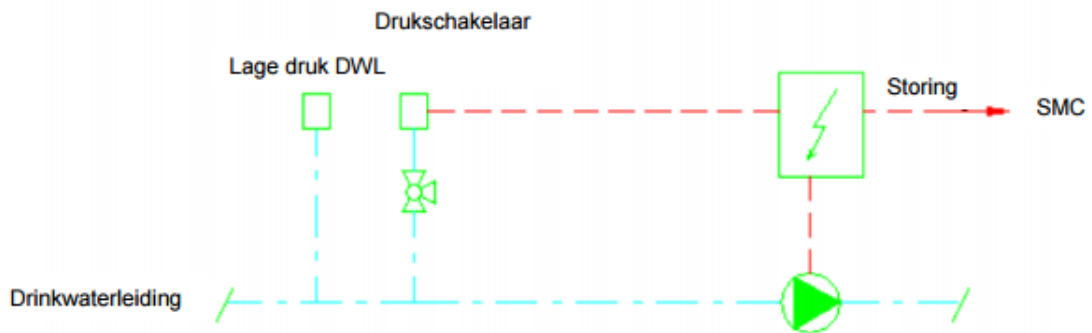 Drukschakelaar
Lage druk DWL
Storing
SMC
Drinkwaterleiding